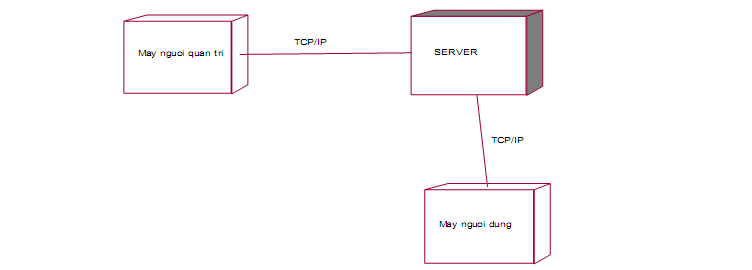 TCP/IP
May nguoi quan tri
SERVER
TCP/IP
May nguoi dung